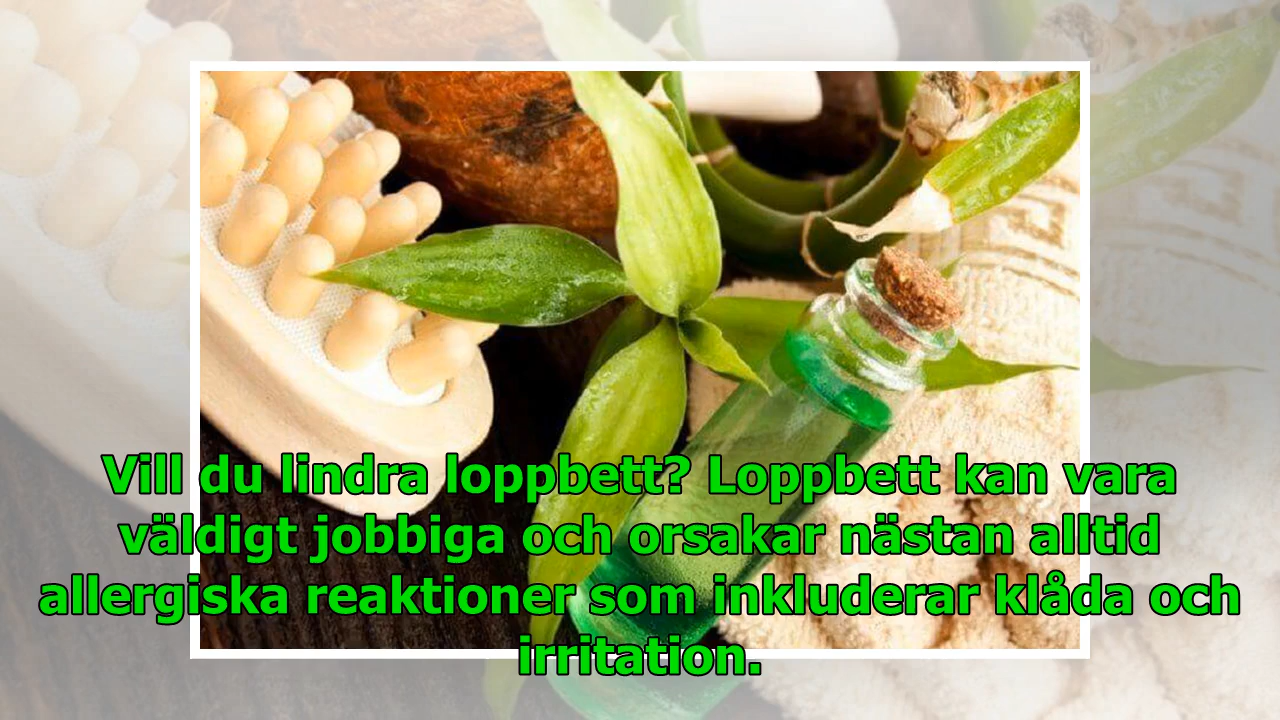 Vill du lindra loppbett? Loppbett kan vara
väldigt jobbiga och orsakar nästan alltid
allergiska reaktioner som inkluderar klåda och
irritation.